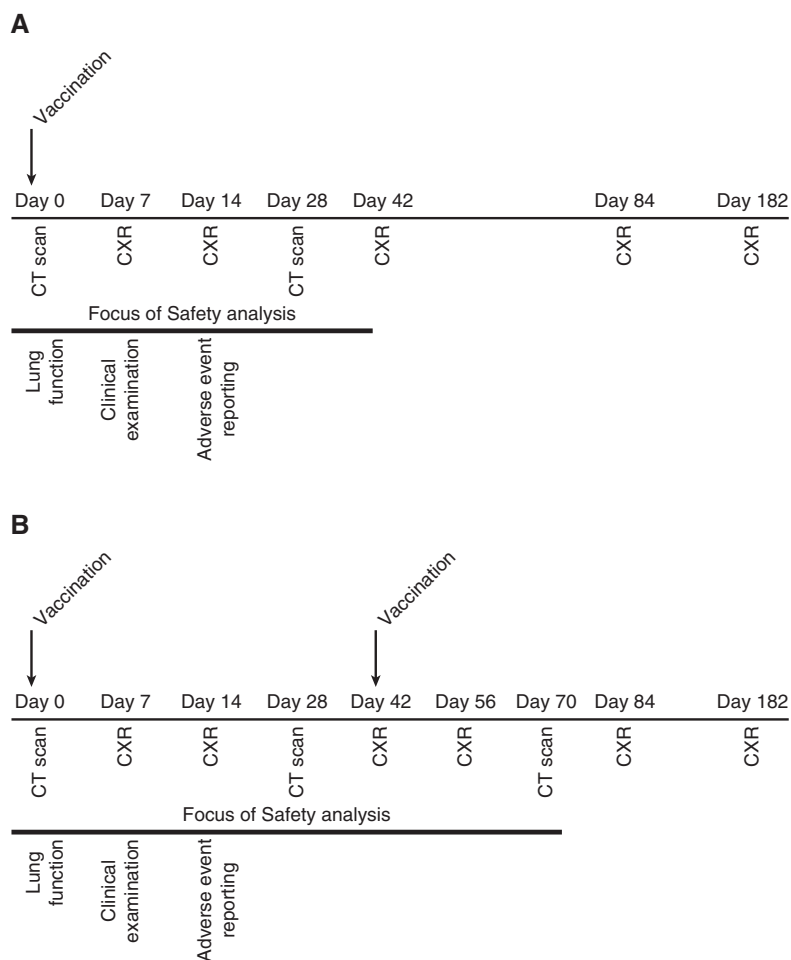 A
Vaccination
Day 0 Day 7 Day 14 Day 28 Day 42 Day 84 Day 182
CT scan CXR CXR CT scan CXR CXR CXR
Focus of Safety analysis
Lung
function
Clinical
examination
Adverse event
reporting
B
Vaccination Vaccination
Day 0 Day 7 Day 14 Day 28 Day 42 Day 56 Day 70 Day 84 Day 182
CT scan CXR CXR CT scan CXR CXR CT scan CXR CXR
Focus of Safety analysis
Lung
function
Clinical
examination
Adverse event
reporting